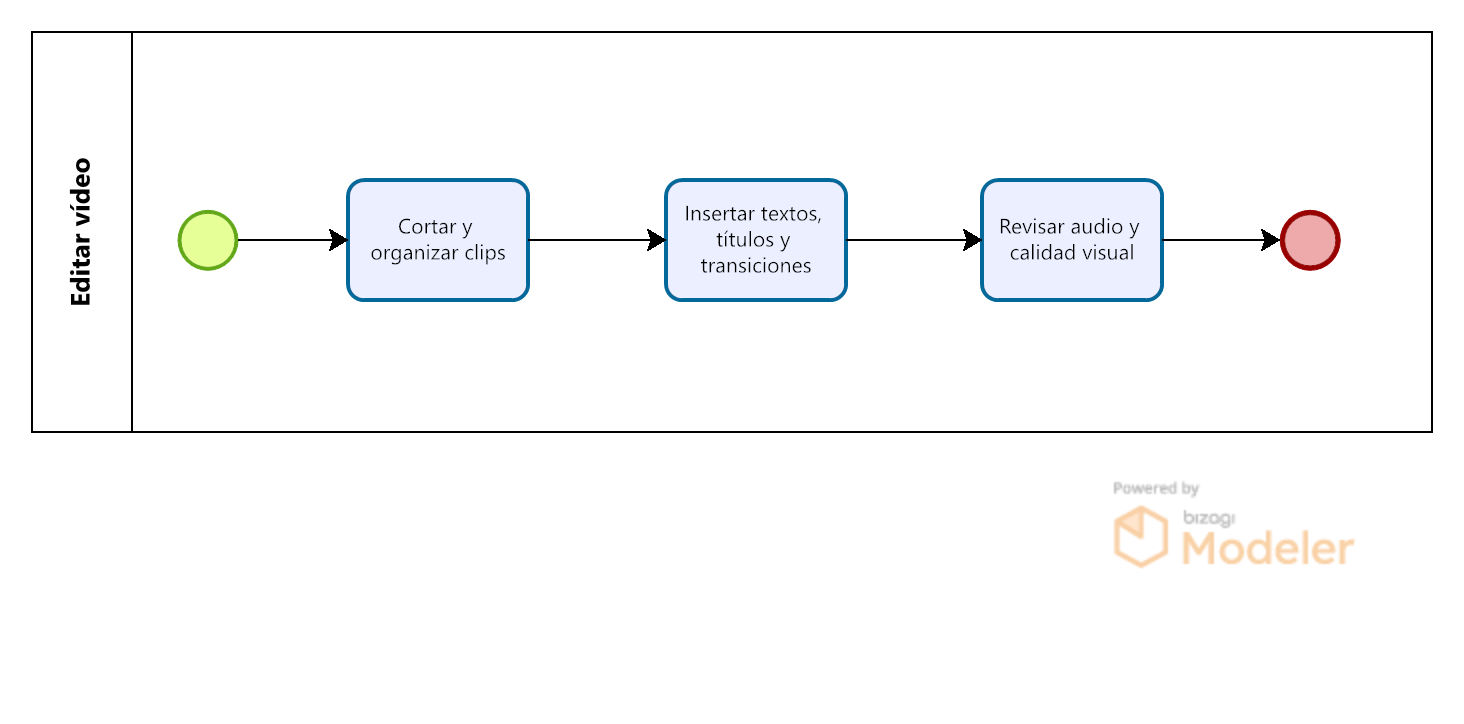 Editar vídeo
Cortar y
organizar clips
Insertar textos,
títulos y
transiciones
Revisar audio y
calidad visual
Powered by
bizagi
Modeler